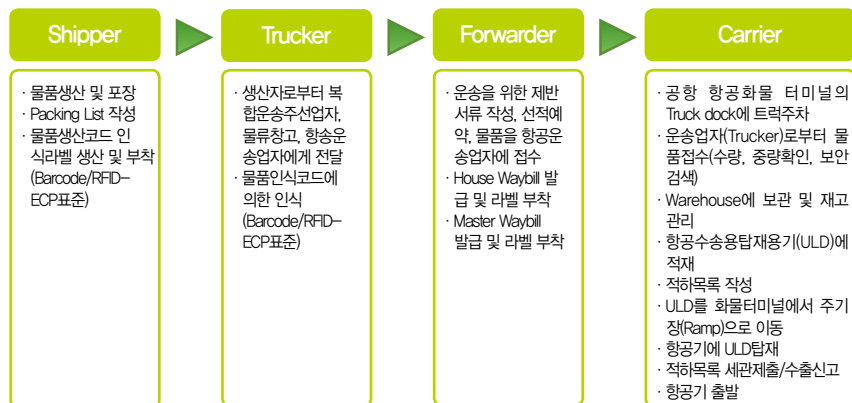 Shipper
· 물품생산 및 포장
· Packing List 작성
· 물품생산코드 인
식라벨 생산 및 부착
(Barcode/RFID-
ECP표준)
Trucker
· 생산자로부터 복
합운송주선업자,
물류창고, 항송운
송업자에게 전달
· 물품인식코드에
의한 인식
(Barcode/RFID-
ECP표준)
Forwarder
· 운송을 위한 제반
서류 작성, 선적예
약, 물품을 항공운
송업자에 접수
· House Waybill 발
급 및 라벨 부착
· Master Waybill
발급 및 라벨 부착
Carrier
· 공항 항공화물 터미널의
Truck dock에 트럭주차
· 운송업자(Trucker)로부터 물
품접수(수량, 중량확인, 보안
검색)
· Warehouse에 보관 및 재고
관리
· 항공수송용탑재용기(ULD)에
적재
· 적하목록 작성
· ULD를 화물터미널에서 주기
장(Ramp)으로 이동
· 항공기에 ULD탑재
· 적하목록 세관제출/수출신고
· 항공기 출발